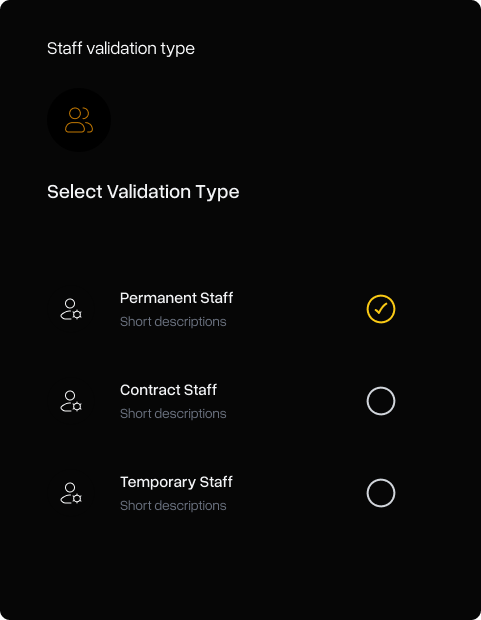 Staff validation type
Select Validation Type
Permanent Staff
Short descriptions
Contract Staff
Short descriptions
Temporary Staff
Short descriptions